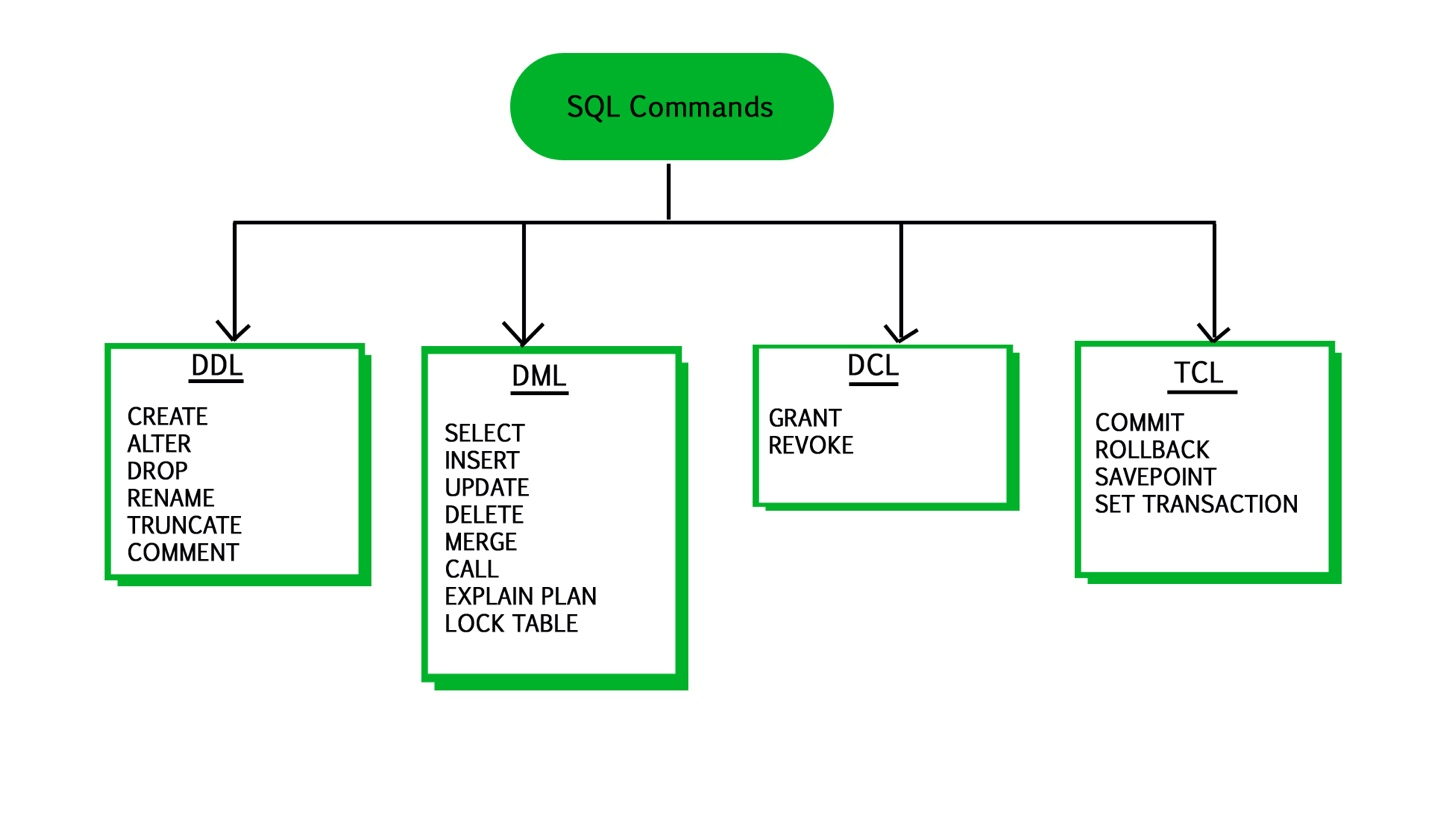 SQL Commands
DDL
CREATE
ALTER
DROP
RENAME
TRUNCATE
COMMENT
DML
SELECT
INSERT
UPDATE
DELETE
MERGE
CALL
EXPLAIN PLAN
LOCK TABLE
DCL
GRANT
REVOKE
TCL
COMMIT
ROLLBACK
SAVEPOINT
SET TRANSACTION